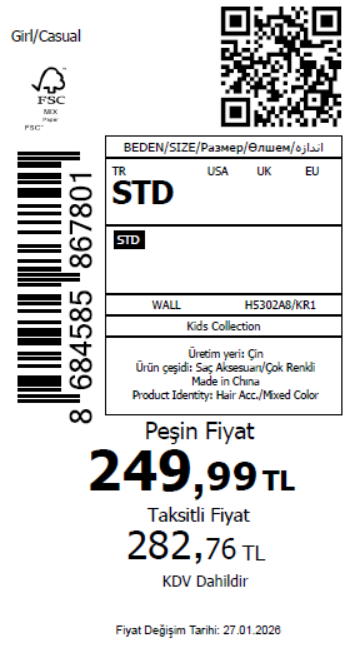 Girl/Casual
FSC
MIX
Paper
FSC™
BEDEN/SIZE/Размер/Өлшем/اندازه
TR USA UK EU
STD
STD
WALL H5302A8/KR1
Kids Collection
Üretim yeri: Çin
Ürün çeşidi: Saç Aksesuarı/Çok Renkli
Made in China
Product Identity: Hair Acc./Mixed Color
8 684585 867801
Peşin Fiyat
249,99 TL
Taksitli Fiyat
282,76 TL
KDV Dahildir
Fiyat Değişim Tarihi: 27.01.2026